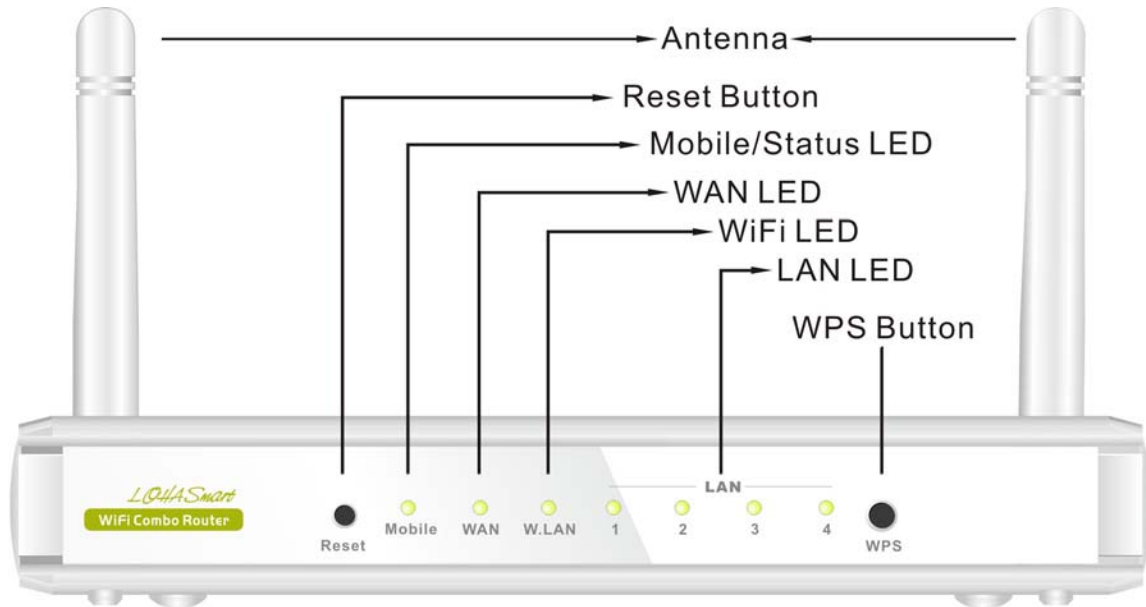 Antenna
Reset Button
Mobile/Status LED
WAN LED
WiFi LED
LAN LED
WPS Button
LOHASmart
WiFi Combo Router
LAN
Reset
Mobile
WAN
W.LAN
1
2
3
4
WPS